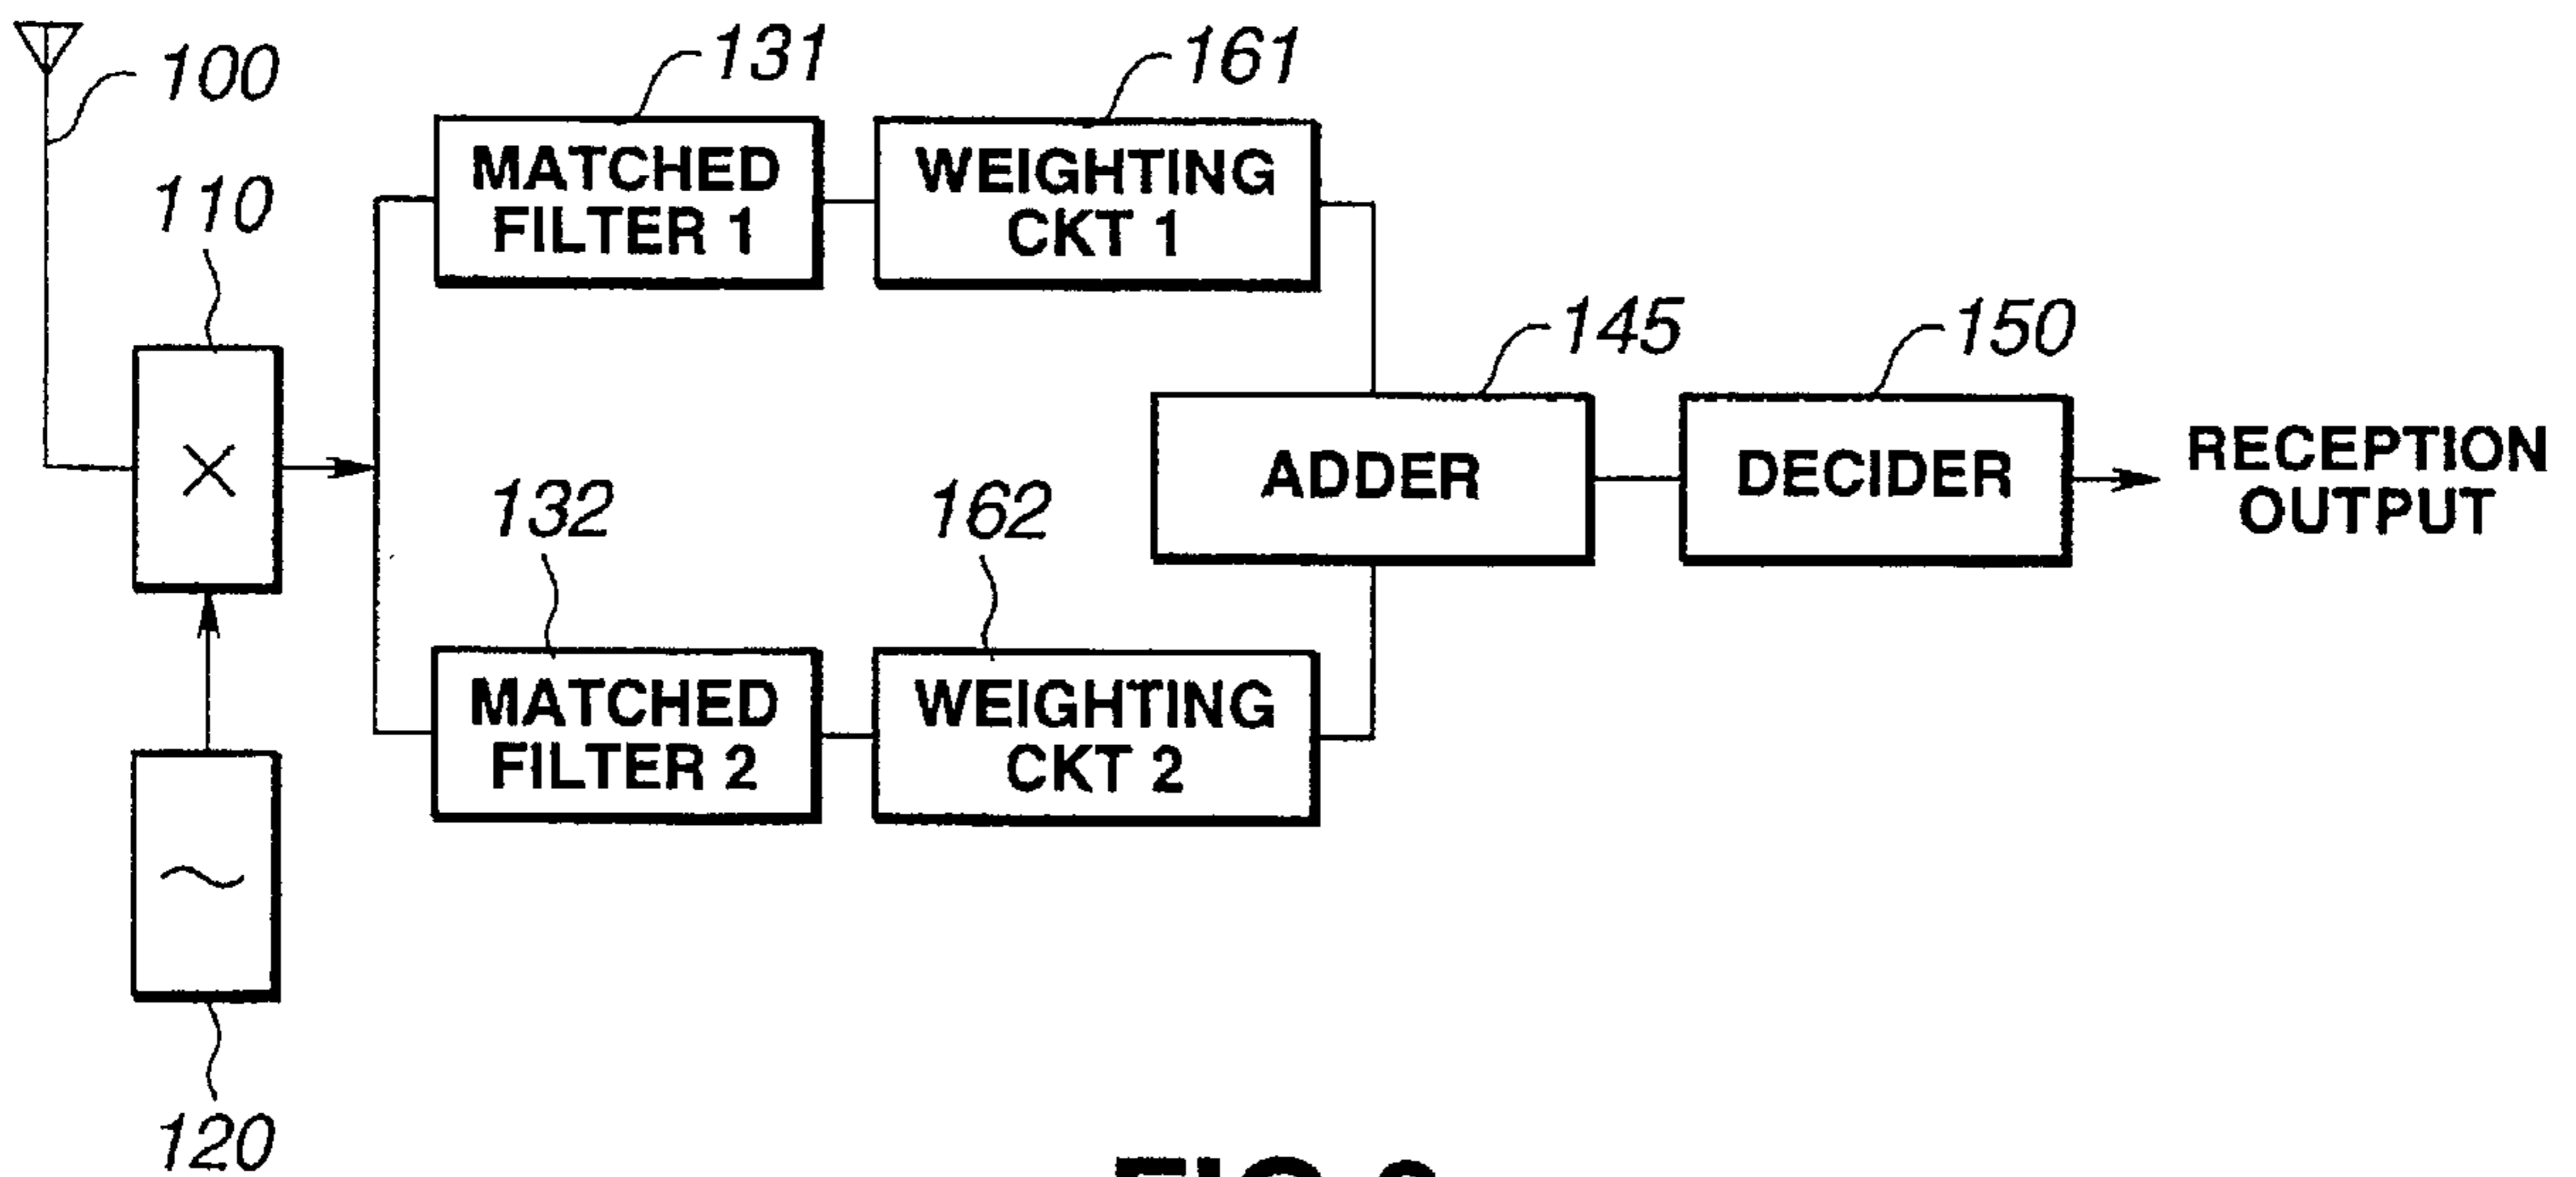 100
110
131
MATCHED
FILTER 1
161
WEIGHTING
CKT 1
145
ADDER
150
DECIDER
RECEPTION
OUTPUT
132
MATCHED
FILTER 2
162
WEIGHTING
CKT 2
120